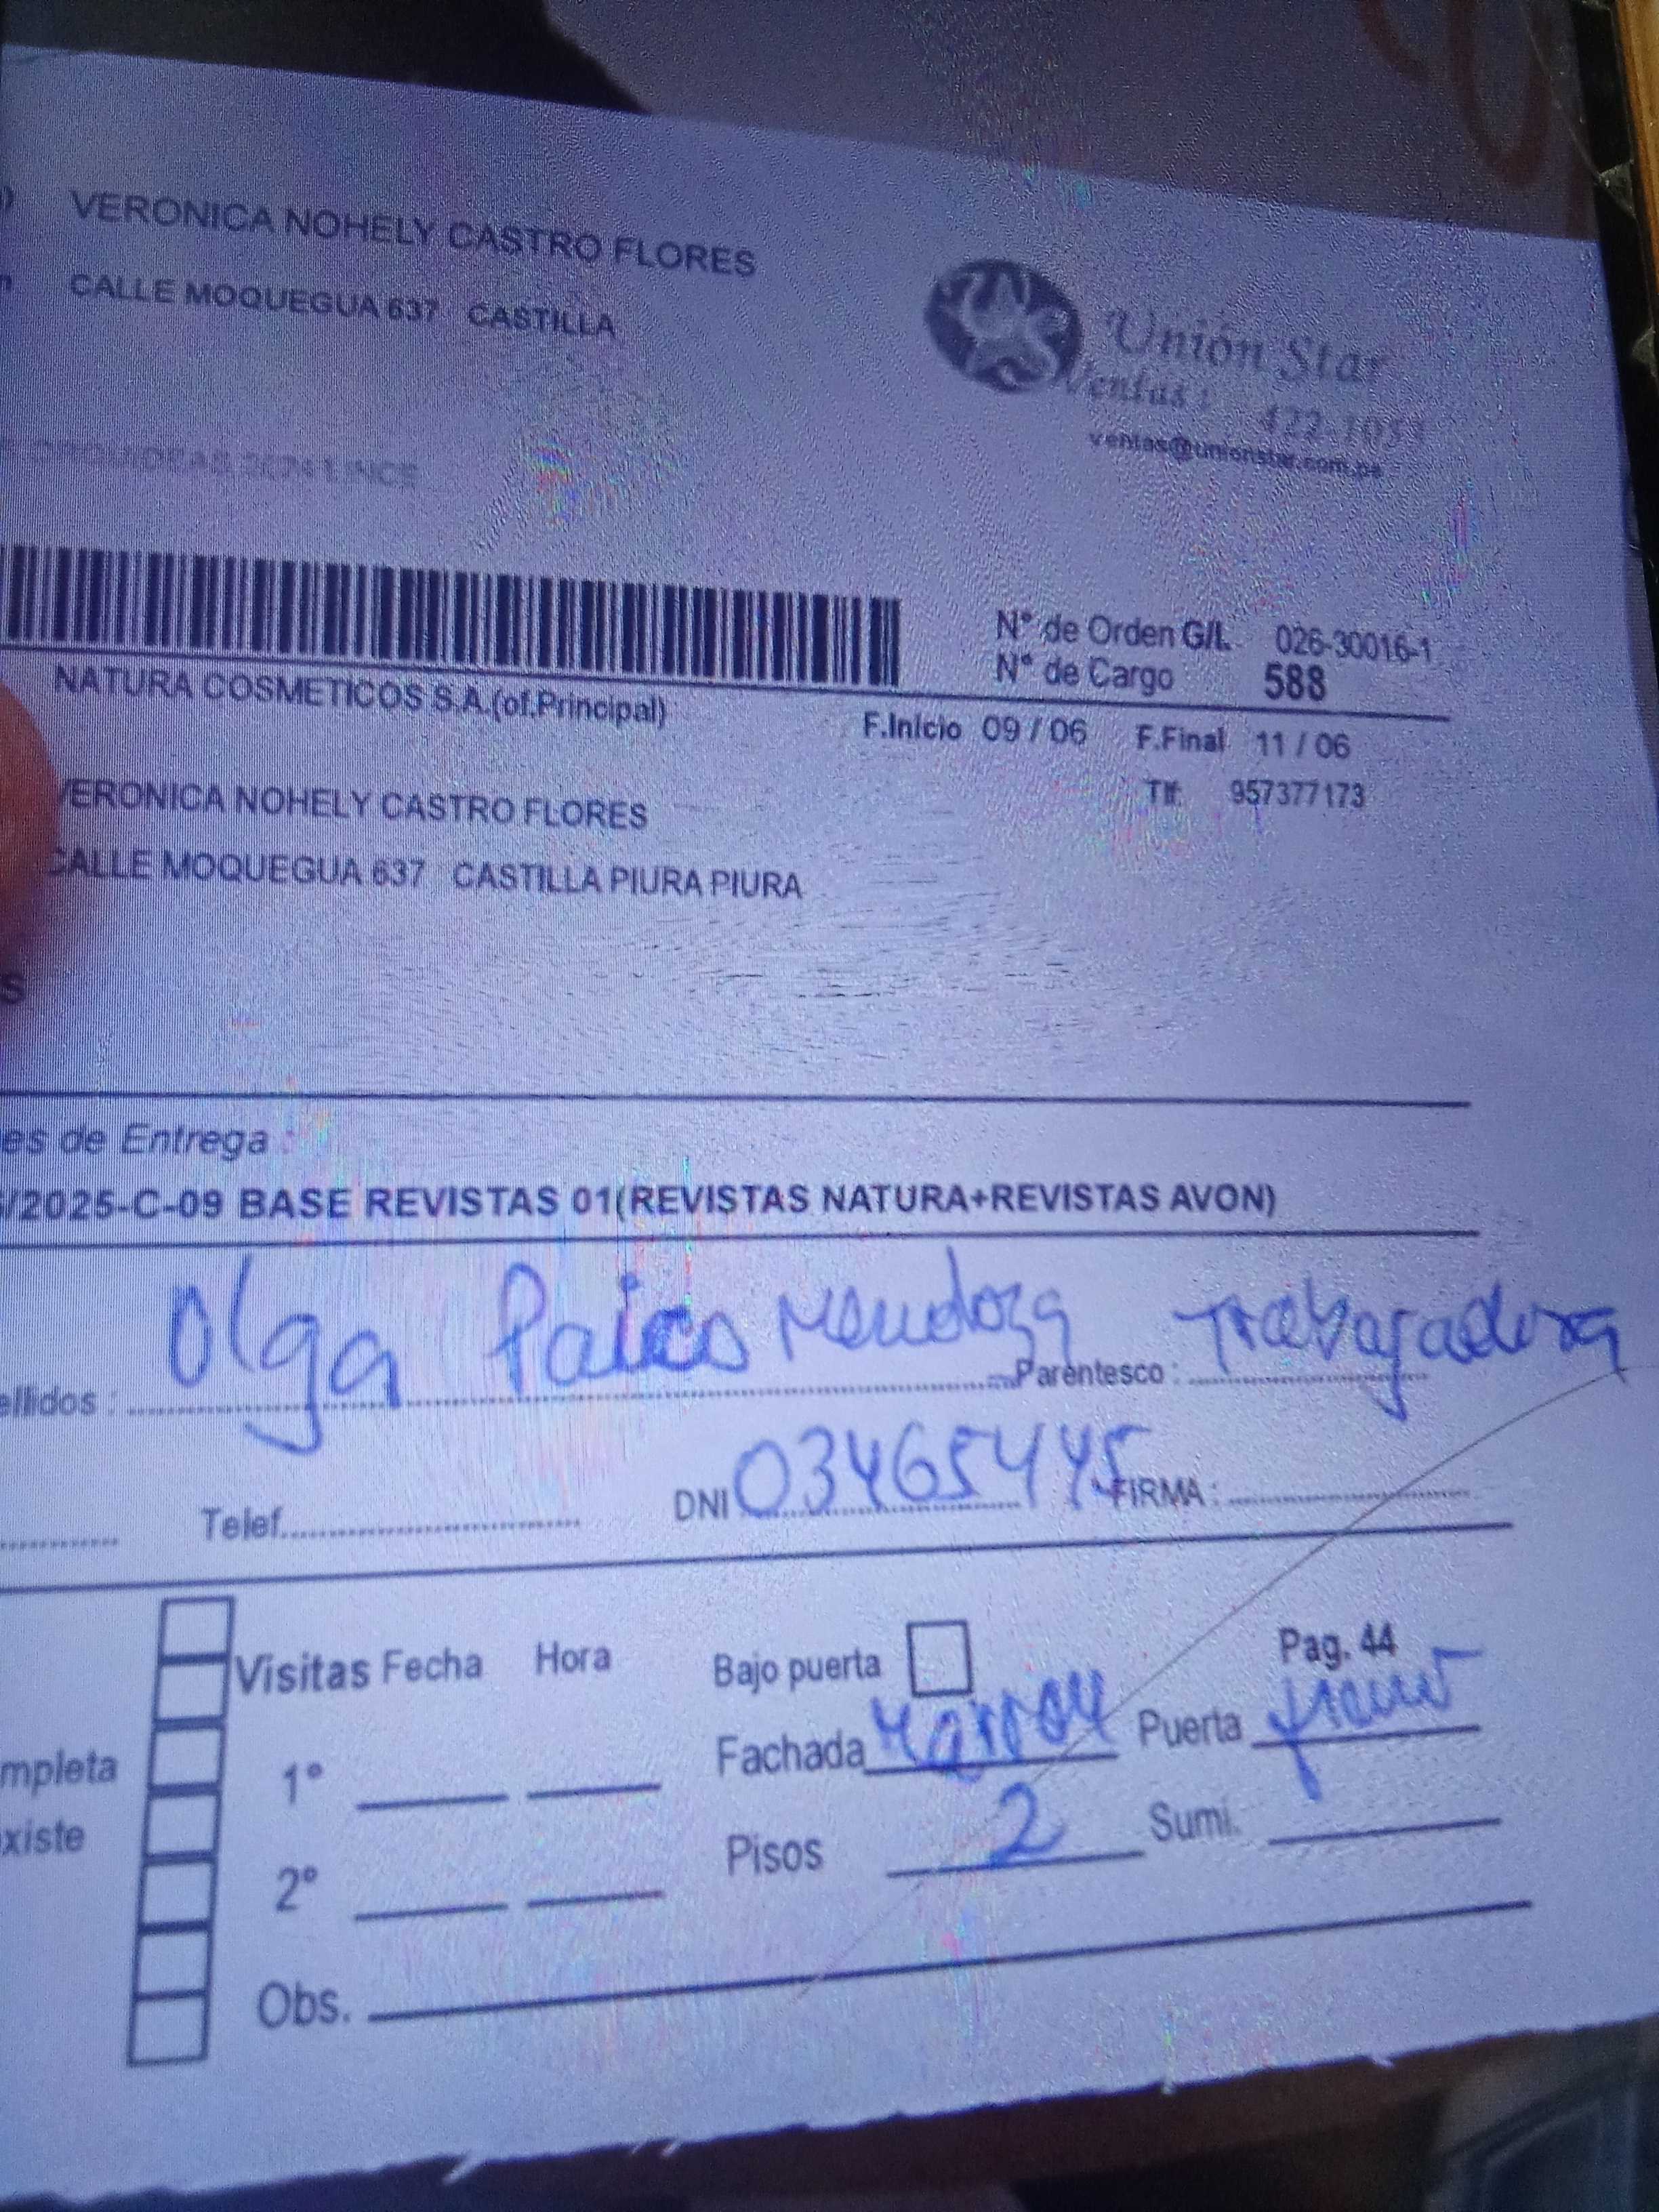 VERONICA NOHELY CASTRO FLORES
CALLE MOQUEGUA 637 CASTILLA
Unión Star
Ventas: 422-1053
ventas@unionstar.com.pe
N° de Orden G/L 026-30016-1
N° de Cargo 588
NATURA COSMETICOS S.A.(of.Principal)
F.Inicio 09 / 06 F.Final 11 / 06
VERONICA NOHELY CASTRO FLORES
Tlf: 957377173
CALLE MOQUEGUA 637 CASTILLA PIURA PIURA
S
es de Entrega :
/2025-C-09 BASE REVISTAS 01(REVISTAS NATURA+REVISTAS AVON)
ellidos : Olga Paico Mendoza Parentesco : Trabajadora
Telef. DNI 03465445 FIRMA :
Visitas Fecha Hora Bajo puerta Pag. 44
Fachada Marron Puerta
mpleta 1°
xiste Pisos 2 Sumi.
2°
Obs.